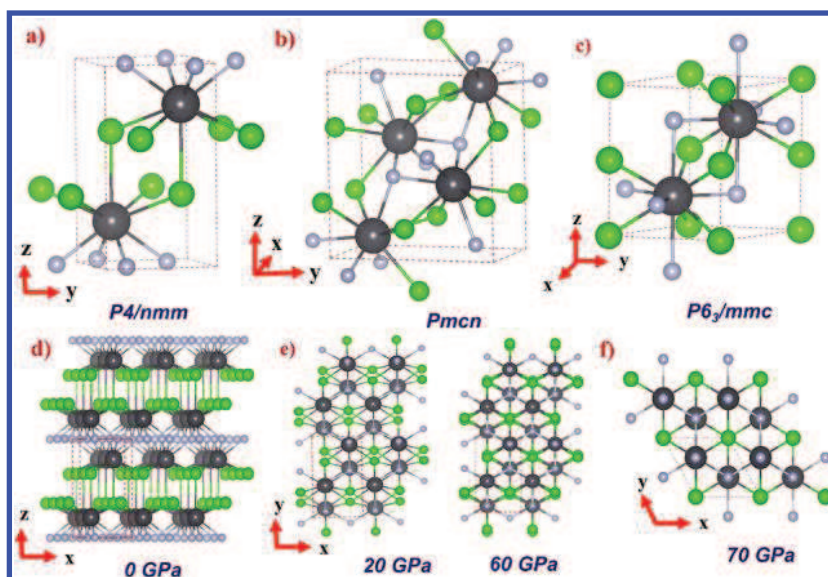 a)
b)
c)
z
y
z
x
y
z
x
y
P4/nmm
Pmcn
P6₃/mmc
d)
e)
f)
z
x
y
x
y
x
0 GPa
20 GPa
60 GPa
70 GPa